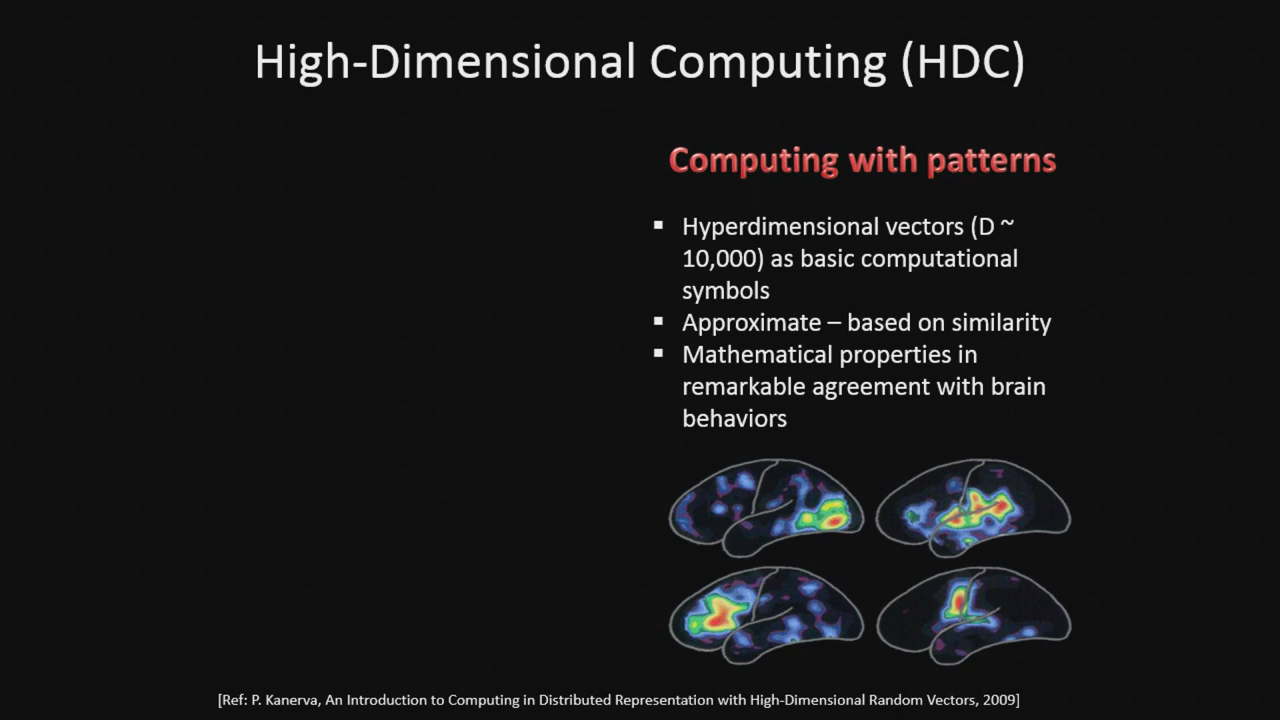 High-Dimensional Computing (HDC)
Computing with patterns
▪ Hyperdimensional vectors (D ~
10,000) as basic computational
symbols
▪ Approximate – based on similarity
▪ Mathematical properties in
remarkable agreement with brain
behaviors
[Ref: P. Kanerva, An Introduction to Computing in Distributed Representation with High-Dimensional Random Vectors, 2009]